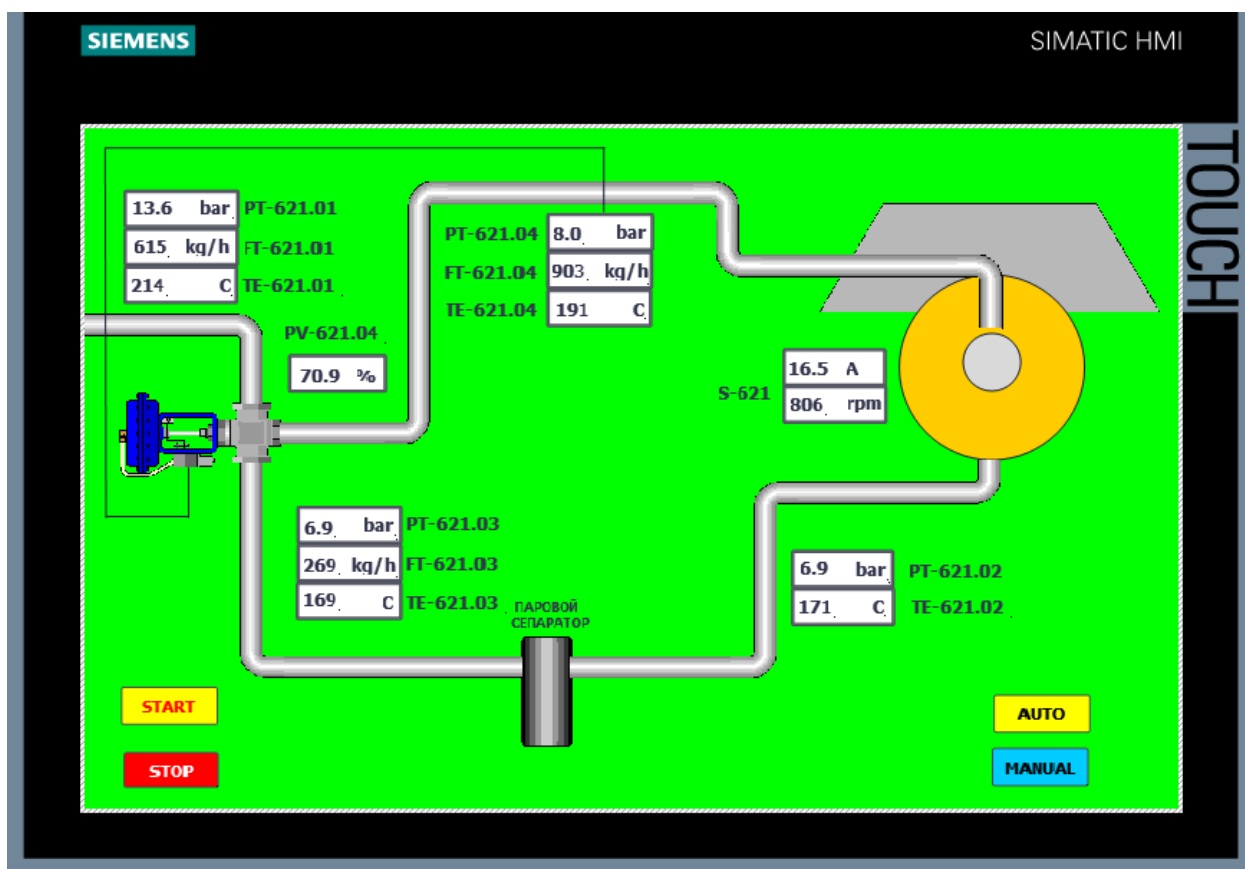 SIEMENS
SIMATIC HMI
TOUCH
13.6 bar PT-621.01
615 kg/h FT-621.01
214 C TE-621.01
PT-621.04 8.0 bar
FT-621.04 903 kg/h
TE-621.04 191 C
PV-621.04
70.9 %
S-621
16.5 A
806 rpm
6.9 bar PT-621.03
269 kg/h FT-621.03
169 C TE-621.03
6.9 bar PT-621.02
171 C TE-621.02
ПАРОВОЙ
СЕПАРАТОР
START
STOP
AUTO
MANUAL